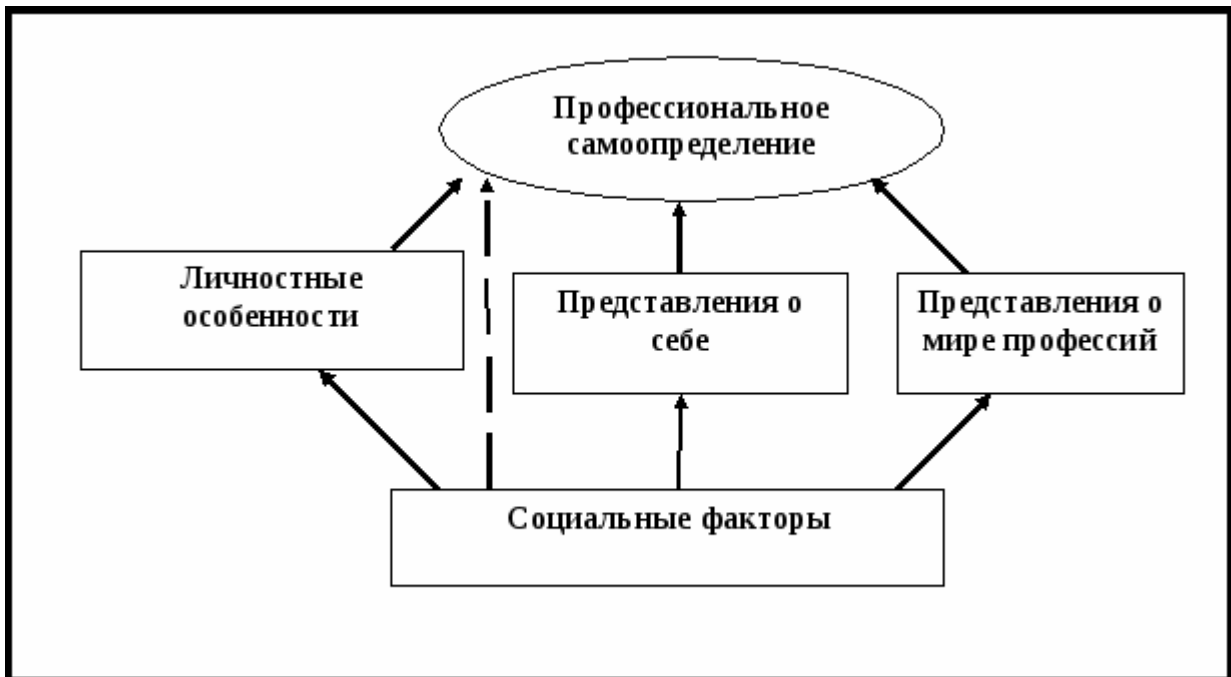 Профессиональное
самоопределение
Личностные
особенности
Представления о
себе
Представления о
мире профессий
Социальные факторы